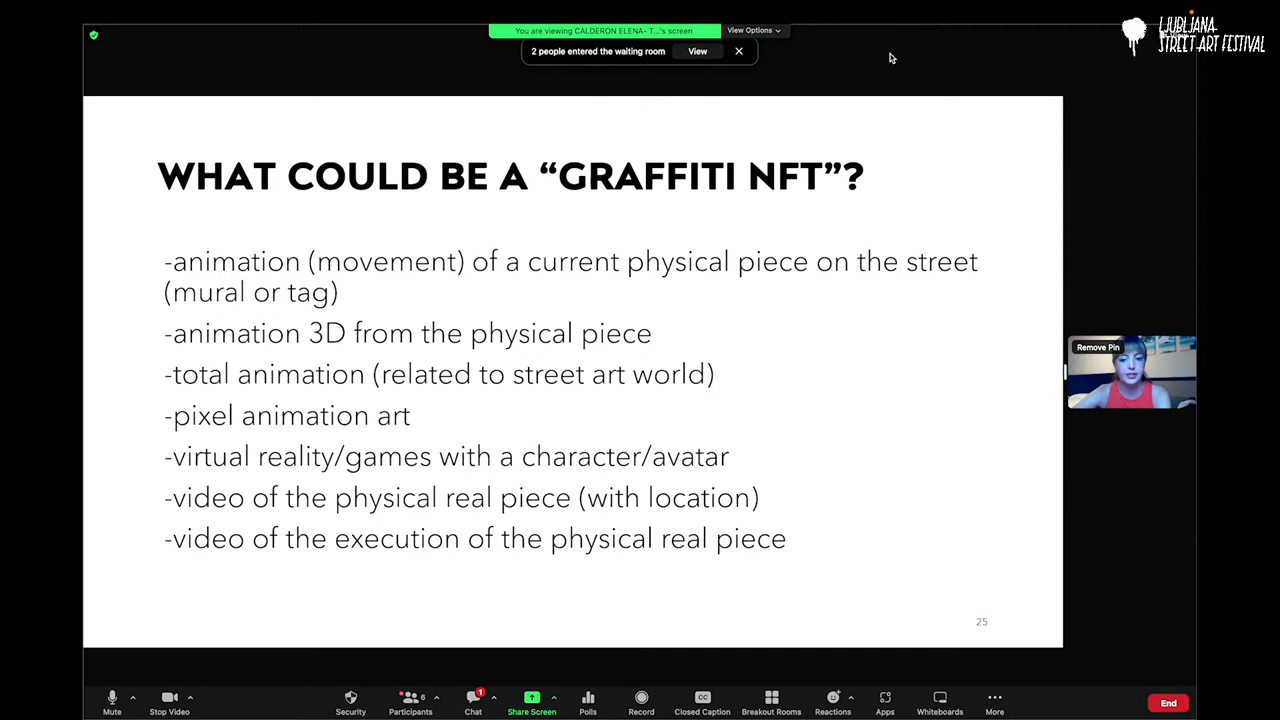 LJUBLJANA
STREET ART FESTIVAL
You are viewing CALDERON ELENA- T...'s screen
View Options
2 people entered the waiting room
View
WHAT COULD BE A “GRAFFITI NFT”?
-animation (movement) of a current physical piece on the street
(mural or tag)
-animation 3D from the physical piece
-total animation (related to street art world)
-pixel animation art
-virtual reality/games with a character/avatar
-video of the physical real piece (with location)
-video of the execution of the physical real piece
25
Remove Pin
Mute
Stop Video
Security
Participants
6
Chat
1
Share Screen
Polls
Record
CC
Closed Caption
Breakout Rooms
Reactions
Apps
Whiteboards
More
End